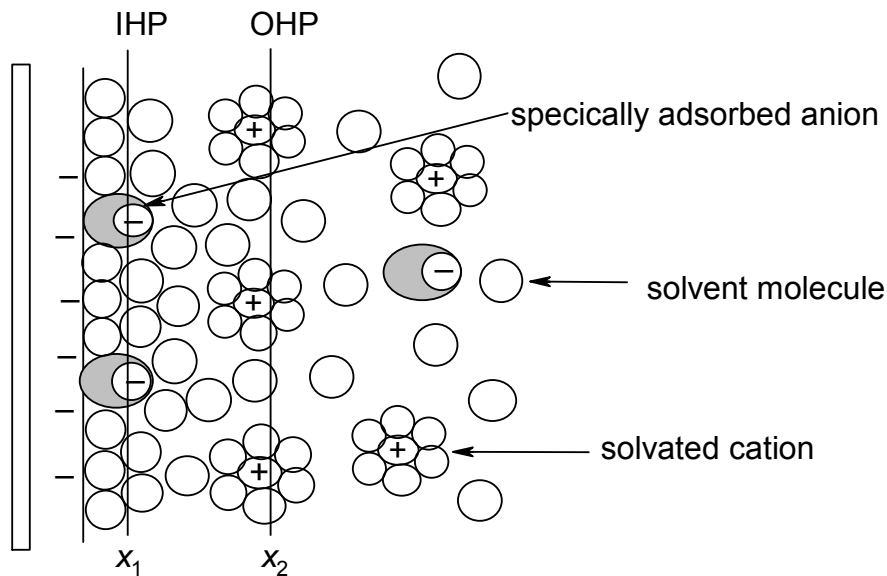 IHP OHP
specically adsorbed anion
solvent molecule
solvated cation
x₁ x₂
+
+
−
−
−
−
−
+
−
−
−
−
+
+